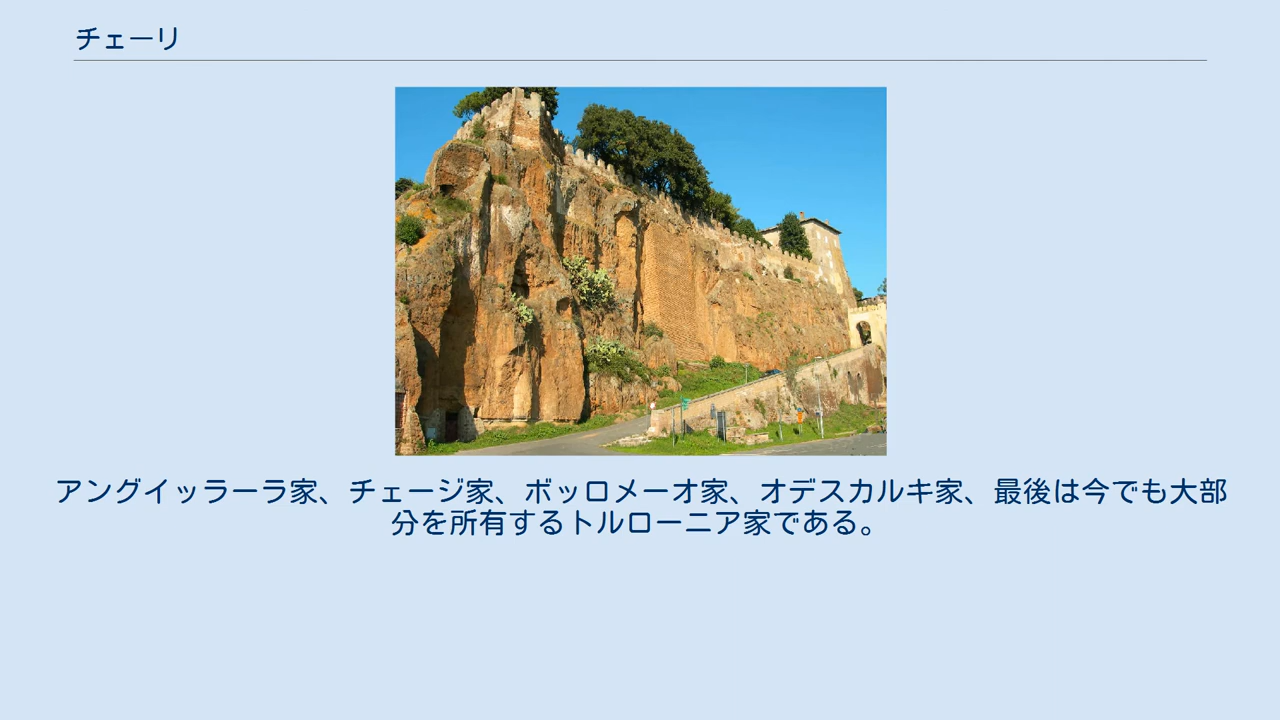 チェーリ
アングイッラーラ家、チェージ家、ボッロメーオ家、オデスカルキ家、最後は今でも大部
分を所有するトルローニア家である。